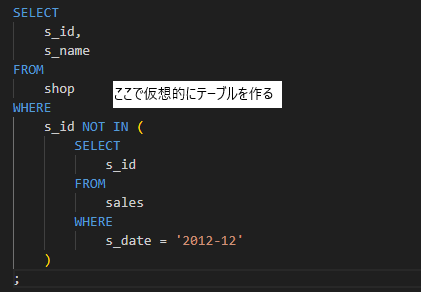 SELECT
s_id,
s_name
FROM
shop
ここで仮想的にテーブルを作る
WHERE
s_id NOT IN (
SELECT
s_id
FROM
sales
WHERE
s_date = '2012-12'
)
;